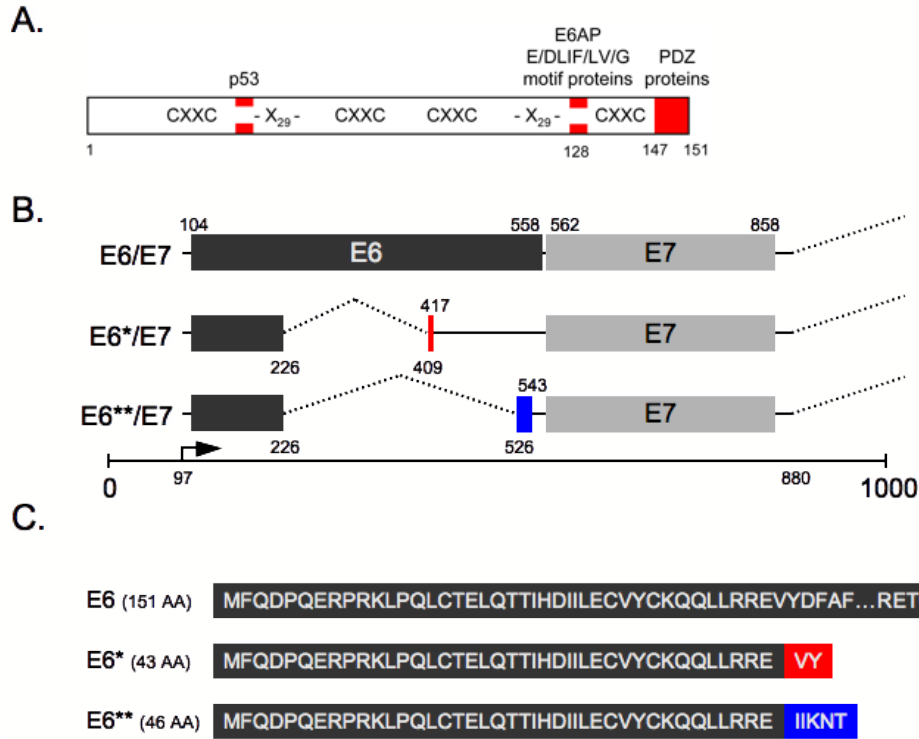 A.
E6AP
E/DLIF/LV/G
motif proteins
PDZ
proteins
p53
CXXC - X29 - CXXC CXXC - X29 - CXXC
1 128 147 151
B.
104 558 562 858
E6/E7 E6 E7
417
E6*/E7 E7
226 409
543
E6**/E7 E7
226 526
97 880
0 1000
C.
E6 (151 AA) MFQDPQERPRKLPQLCTELQTTIHDIILECVYCKQQLLRREVYDFAF...RET
E6* (43 AA) MFQDPQERPRKLPQLCTELQTTIHDIILECVYCKQQLLRRE VY
E6** (46 AA) MFQDPQERPRKLPQLCTELQTTIHDIILECVYCKQQLLRRE IIKNT